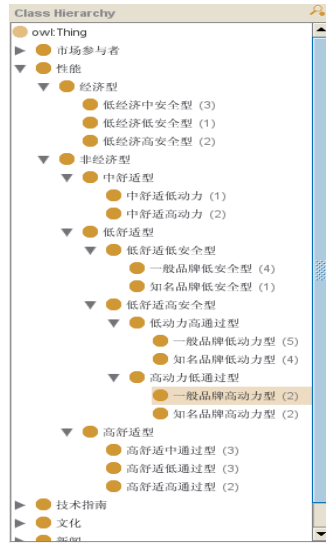 Class Hierarchy
owl:Thing
市场参与者
性能
经济型
低经济中安全型 (3)
低经济低安全型 (1)
低经济高安全型 (2)
非经济型
中舒适型
中舒适低动力 (1)
中舒适高动力 (2)
低舒适型
低舒适低安全型
一般品牌低安全型 (4)
知名品牌低安全型 (1)
低舒适高安全型
低动力高通过型
一般品牌低动力型 (5)
知名品牌低动力型 (4)
高动力低通过型
一般品牌高动力型 (2)
知名品牌高动力型 (2)
高舒适型
高舒适中通过型 (3)
高舒适低通过型 (3)
高舒适高通过型 (2)
技术指南
文化
新闻